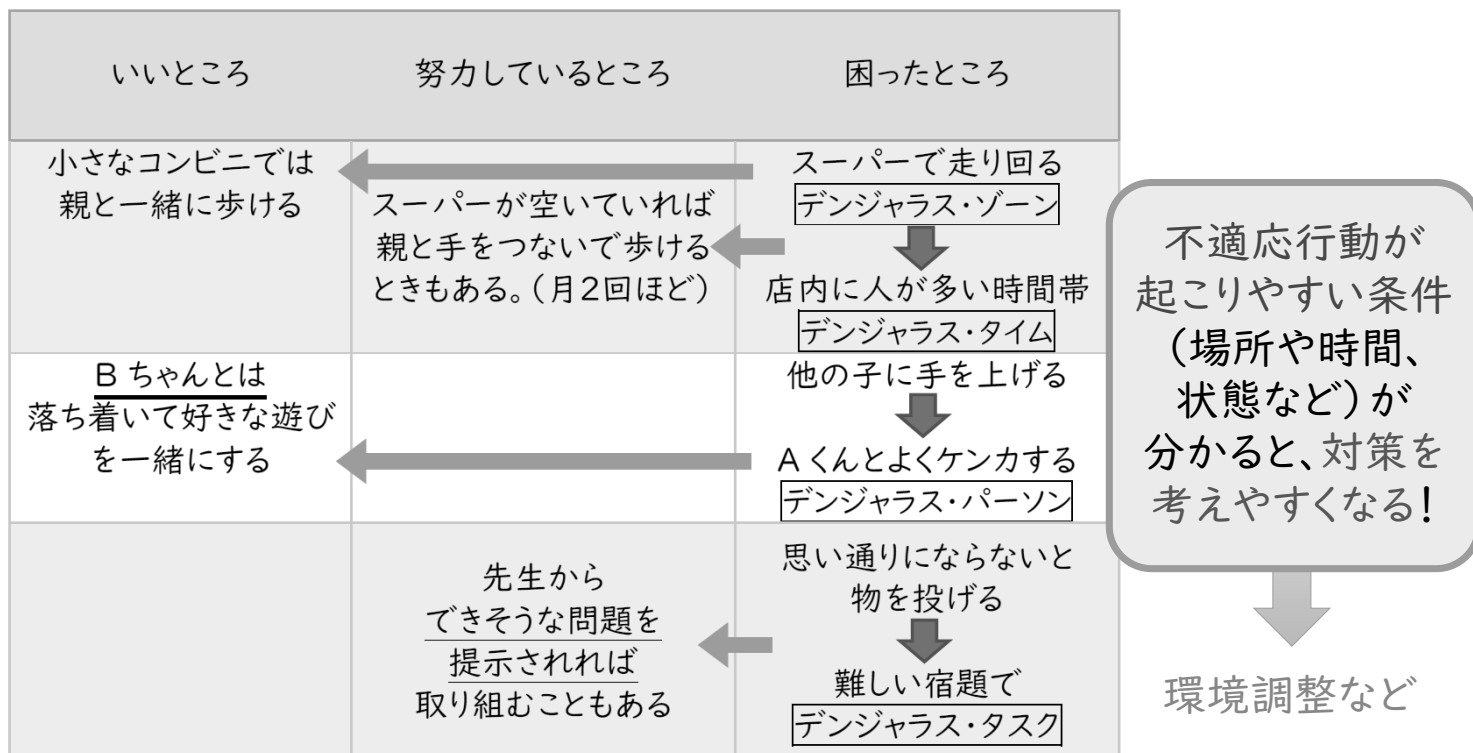 いいところ
努力しているところ
困ったところ
小さなコンビニでは
親と一緒に歩ける
スーパーが空いていれば
親と手をつないで歩ける
ときもある。(月2回ほど)
スーパーで走り回る
デンジャラス・ゾーン
店内に人が多い時間帯
デンジャラス・タイム
B ちゃんとは
落ち着いて好きな遊び
を一緒にする
他の子に手を上げる
A くんとよくケンカする
デンジャラス・パーソン
先生から
できそうな問題を
提示されれば
取り組むこともある
思い通りにならないと
物を投げる
難しい宿題で
デンジャラス・タスク
不適応行動が
起こりやすい条件
(場所や時間、
状態など)が
分かると、対策を
考えやすくなる!
環境調整など